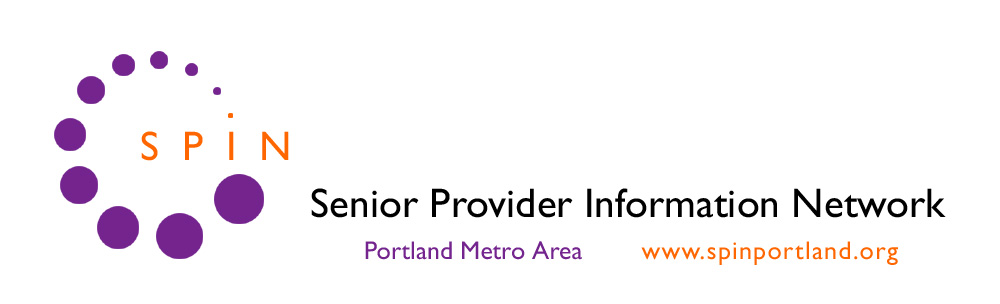 SPiN
Senior Provider Information Network
Portland Metro Area www.spinportland.org